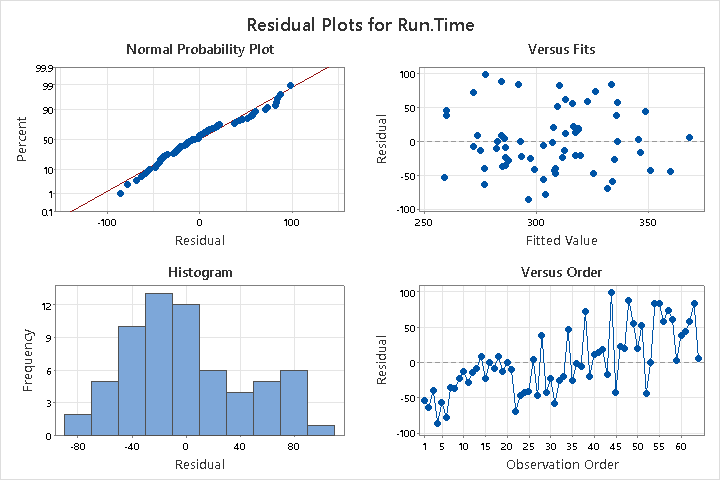 Residual Plots for Run.Time
Normal Probability Plot
99.9
99
90
50
10
1
0.1
Percent
-100 0 100
Residual
Versus Fits
100
50
0
-50
-100
Residual
250 300 350
Fitted Value
Histogram
12
9
6
3
0
Frequency
-80 -40 0 40 80
Residual
Versus Order
100
50
0
-50
-100
Residual
1 5 10 15 20 25 30 35 40 45 50 55 60
Observation Order